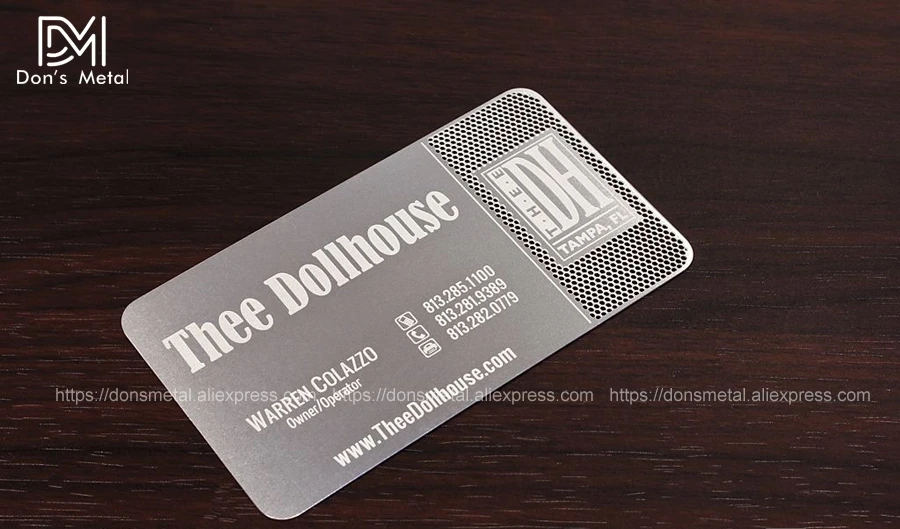 DM
Don's Metal
THEE
DH
TAMPA, FL
Thee Dollhouse
813.285.1100
813.281.9389
813.282.0779
WARREN COLAZZO
Owner/Operator
www.TheeDollhouse.com
https://donsmetal.aliexpress.com https://donsmetal.aliexpress.com https://donsmetal.aliexpress.com